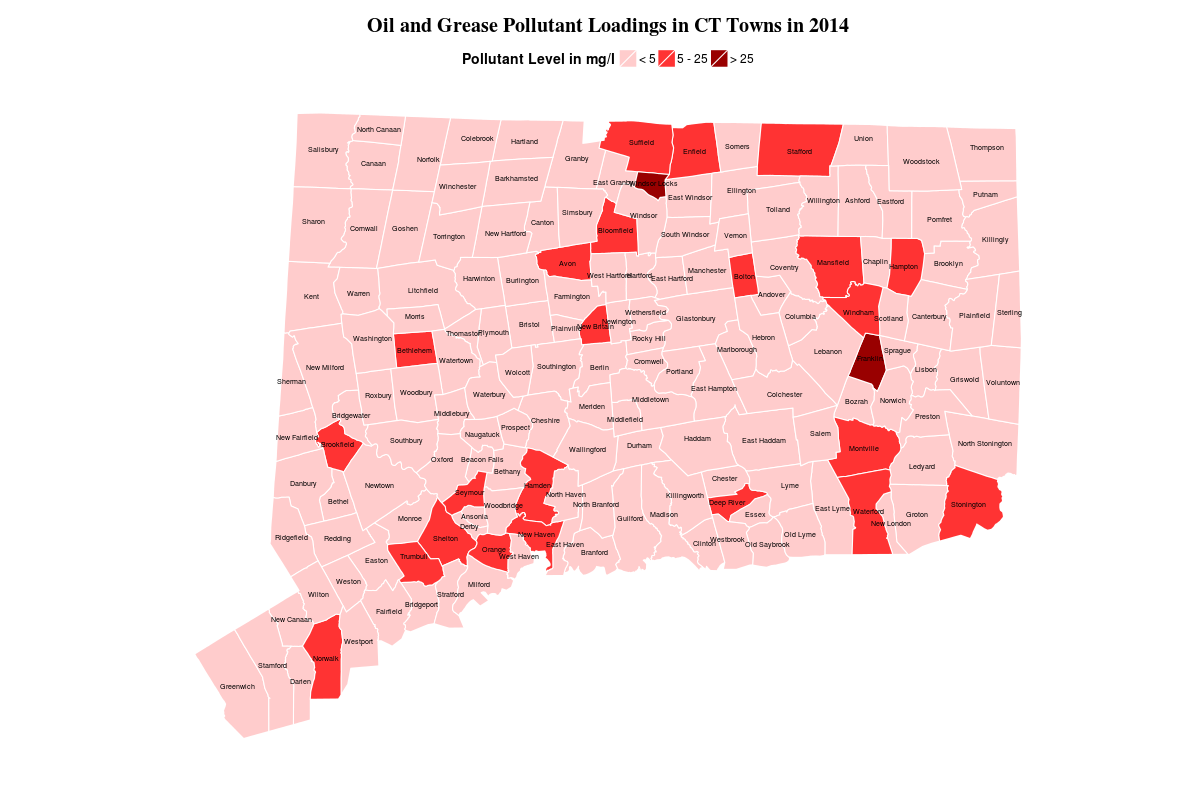 Oil and Grease Pollutant Loadings in CT Towns in 2014
Pollutant Level in mg/l < 5 5 - 25 > 25
North Canaan
Colebrook
Hartland
Union
Salisbury
Canaan
Norfolk
Granby
Suffield
Enfield
Somers
Stafford
Woodstock
Thompson
Winchester
Barkhamsted
East Granby
Windsor Locks
East Windsor
Ellington
Tolland
Willington
Ashford
Eastford
Putnam
Sharon
Cornwall
Goshen
Torrington
New Hartford
Canton
Simsbury
Bloomfield
Windsor
South Windsor
Vernon
Pomfret
Killingly
Avon
West Hartford
Hartford
East Hartford
Manchester
Bolton
Coventry
Mansfield
Chaplin
Hampton
Brooklyn
Kent
Warren
Litchfield
Harwinton
Burlington
Farmington
Andover
Morris
Bristol
Plainville
New Britain
Newington
Wethersfield
Glastonbury
Columbia
Windham
Scotland
Canterbury
Plainfield
Sterling
Washington
Bethlehem
Thomaston
Plymouth
Watertown
Rocky Hill
Hebron
Marlborough
Lebanon
Franklin
Sprague
New Milford
Wolcott
Southington
Berlin
Cromwell
Portland
Lisbon
Griswold
Voluntown
Sherman
Roxbury
Woodbury
Waterbury
East Hampton
Colchester
Bozrah
Norwich
Bridgewater
Middlebury
Meriden
Middletown
Middlefield
Preston
New Fairfield
Brookfield
Southbury
Naugatuck
Prospect
Cheshire
Wallingford
Durham
Haddam
East Haddam
Salem
Montville
North Stonington
Oxford
Beacon Falls
Bethany
Ledyard
Danbury
Bethel
Newtown
Seymour
Woodbridge
Hamden
North Haven
North Branford
Guilford
Madison
Killingworth
Chester
Deep River
Essex
Lyme
East Lyme
Waterford
New London
Groton
Stonington
Ridgefield
Redding
Monroe
Ansonia
Derby
Shelton
Orange
New Haven
West Haven
East Haven
Branford
Clinton
Westbrook
Old Saybrook
Old Lyme
Easton
Trumbull
Weston
Milford
Wilton
Fairfield
Bridgeport
Stratford
New Canaan
Westport
Stamford
Norwalk
Greenwich
Darien